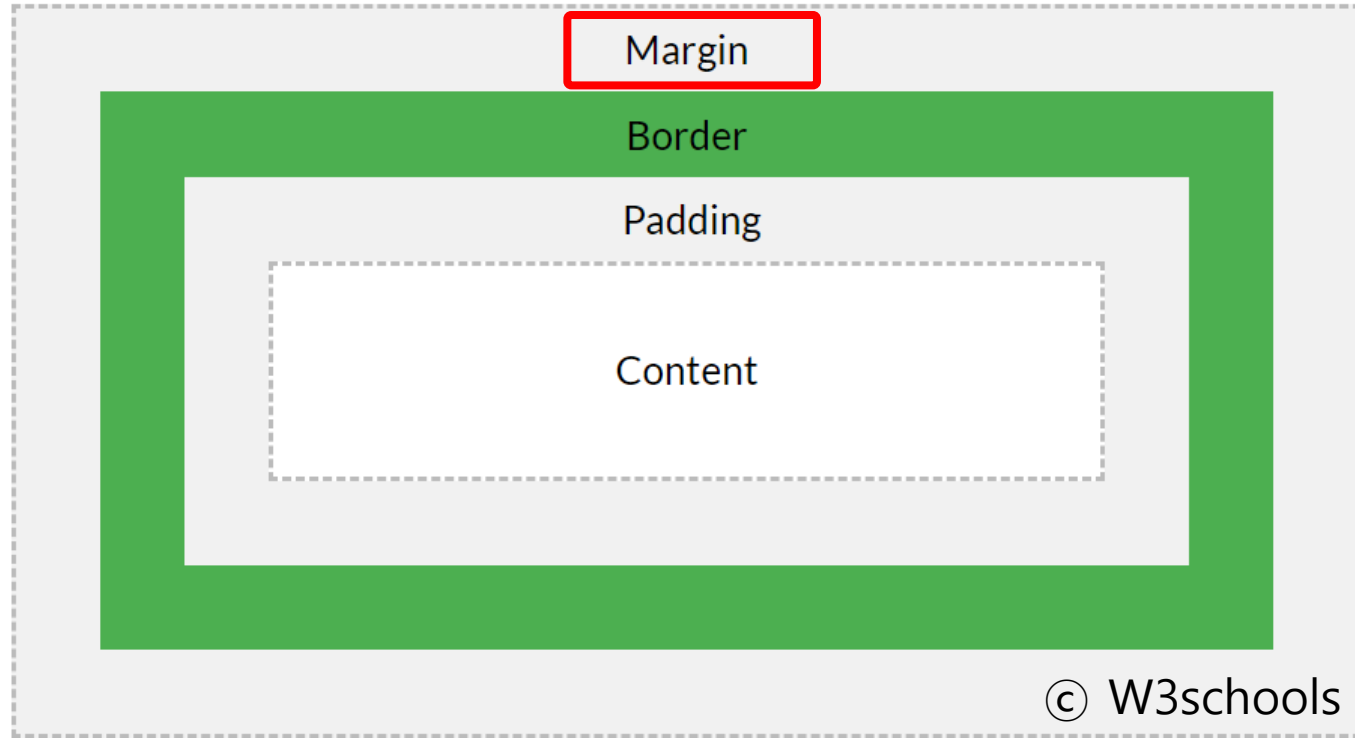 Margin
Border
Padding
Content
ⓒ W3schools